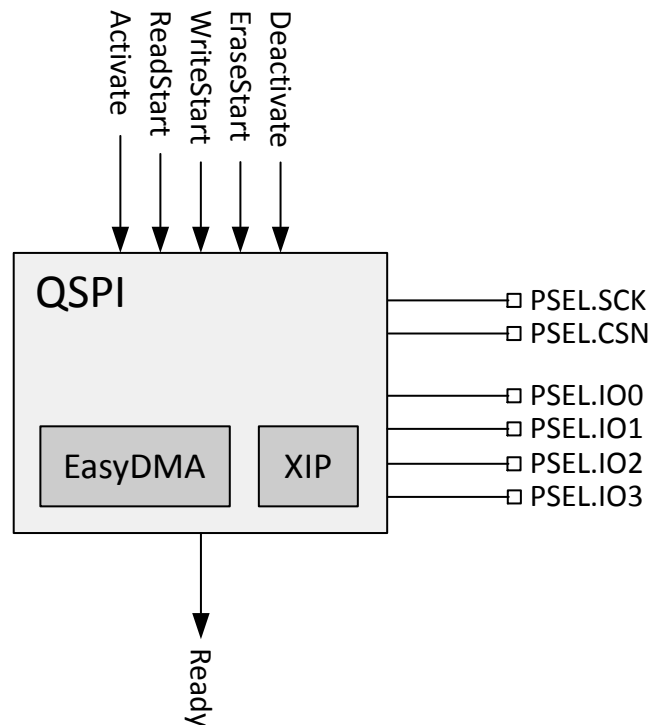 Activate
ReadStart
WriteStart
EraseStart
Deactivate
QSPI
PSEL.SCK
PSEL.CSN
PSEL.IO0
PSEL.IO1
PSEL.IO2
PSEL.IO3
EasyDMA
XIP
Ready